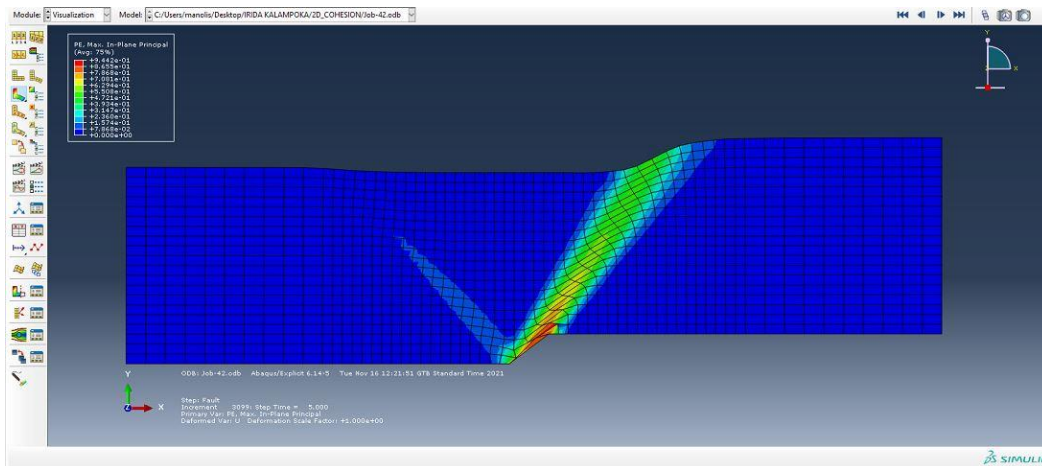 Module: Visualization Model: C:/Users/manolis/Desktop/IRIDA KALAMPOKA/2D_COHESION/Job-42.odb
PE, Max. In-Plane Principal
(Avg: 75%)
+9.442e-01
+8.655e-01
+7.868e-01
+7.081e-01
+6.294e-01
+5.508e-01
+4.721e-01
+3.934e-01
+3.147e-01
+2.360e-01
+1.574e-01
+7.868e-02
+0.000e+00
Y
X
Y
X
ODB: Job-42.odb Abaqus/Explicit 6.14-5 Tue Nov 16 12:21:51 GTB Standard Time 2021
Step: Fault
Increment 3099: Step Time = 5.000
Primary Var: PE, Max. In-Plane Principal
Deformed Var: U Deformation Scale Factor: +1.000e+00
SIMULI